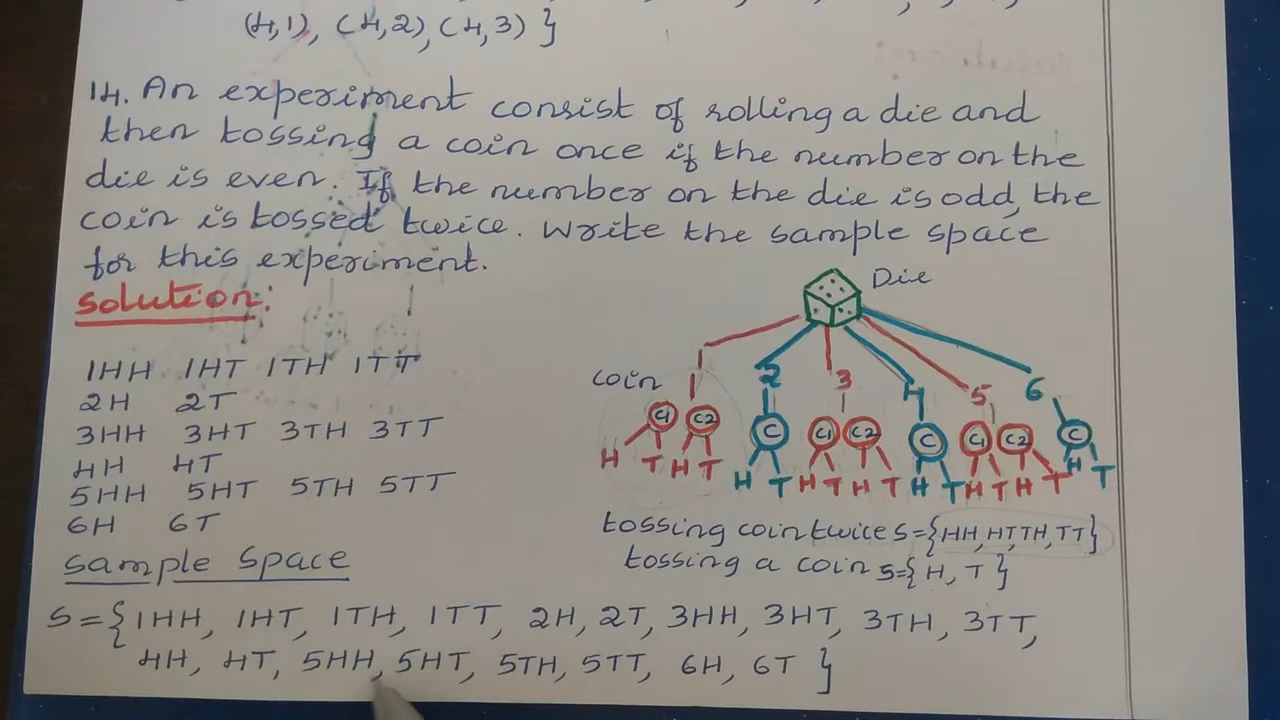 (4,1), (4,2), (4,3) }
14. An experiment consist of rolling a die and
then tossing a coin once if the number on the
die is even. If the number on the die is odd, the
coin is tossed twice. Write the sample space
for this experiment.
Solution:
1HH 1HT 1TH 1TT
2H 2T
3HH 3HT 3TH 3TT
4H 4T
5HH 5HT 5TH 5TT
6H 6T
Die
coin 1 2 3 4 5 6
C1 C2 C C1 C2 C C1 C2 C
H T H T H T H T H T H T H T H T H T
tossing coin twice S={HH,HT,TH,TT}
tossing a coin S={H, T}
Sample Space
S={1HH, 1HT, 1TH, 1TT, 2H, 2T, 3HH, 3HT, 3TH, 3TT,
4H, 4T, 5HH, 5HT, 5TH, 5TT, 6H, 6T }